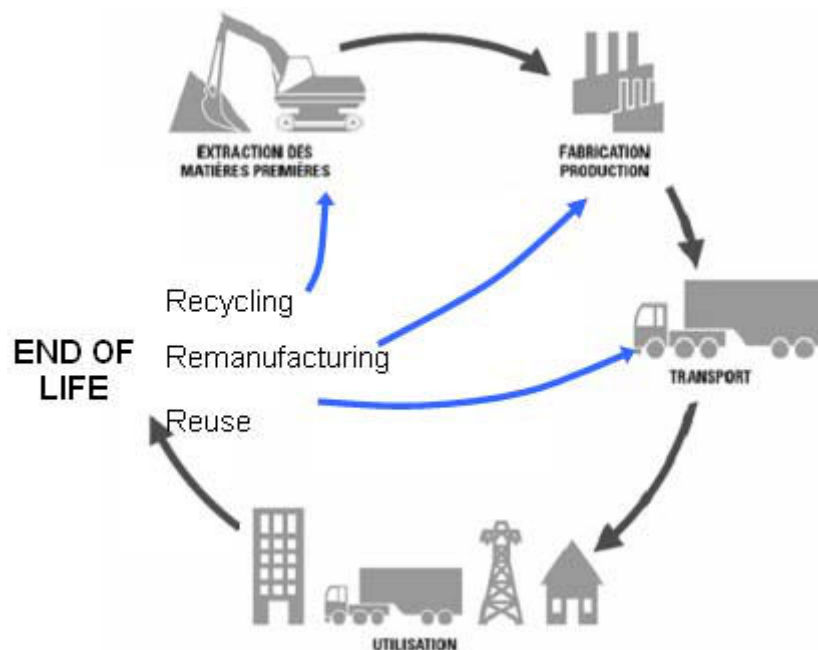 EXTRACTION DES
MATIÈRES PREMIÈRES
FABRICATION
PRODUCTION
Recycling
END OF
LIFE
Remanufacturing
Reuse
TRANSPORT
UTILISATION